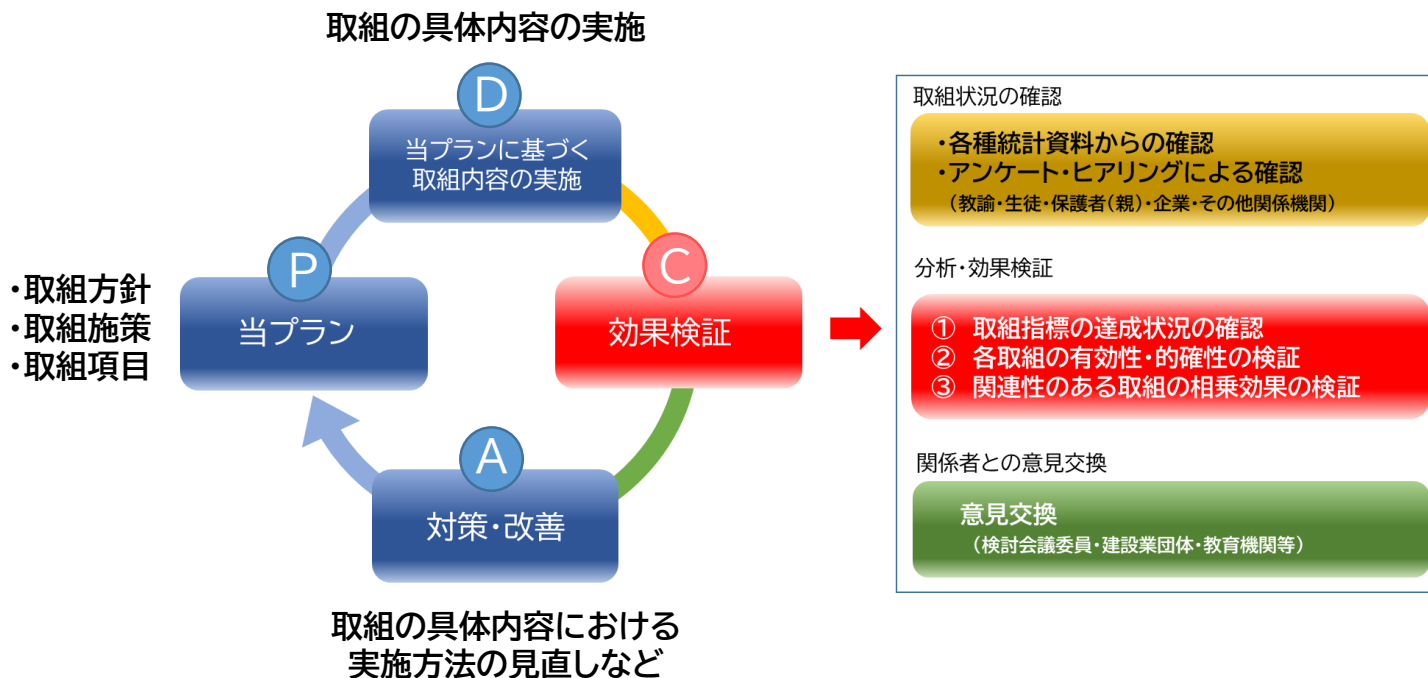 取組の具体内容の実施
D
当プランに基づく
取組内容の実施
P
当プラン
・取組方針
・取組施策
・取組項目
C
効果検証
A
対策・改善
取組の具体内容における
実施方法の見直しなど
取組状況の確認
・各種統計資料からの確認
・アンケート・ヒアリングによる確認
（教諭・生徒・保護者（親）・企業・その他関係機関）
分析・効果検証
① 取組指標の達成状況の確認
② 各取組の有効性・的確性の検証
③ 関連性のある取組の相乗効果の検証
関係者との意見交換
意見交換
（検討会議委員・建設業団体・教育機関等）